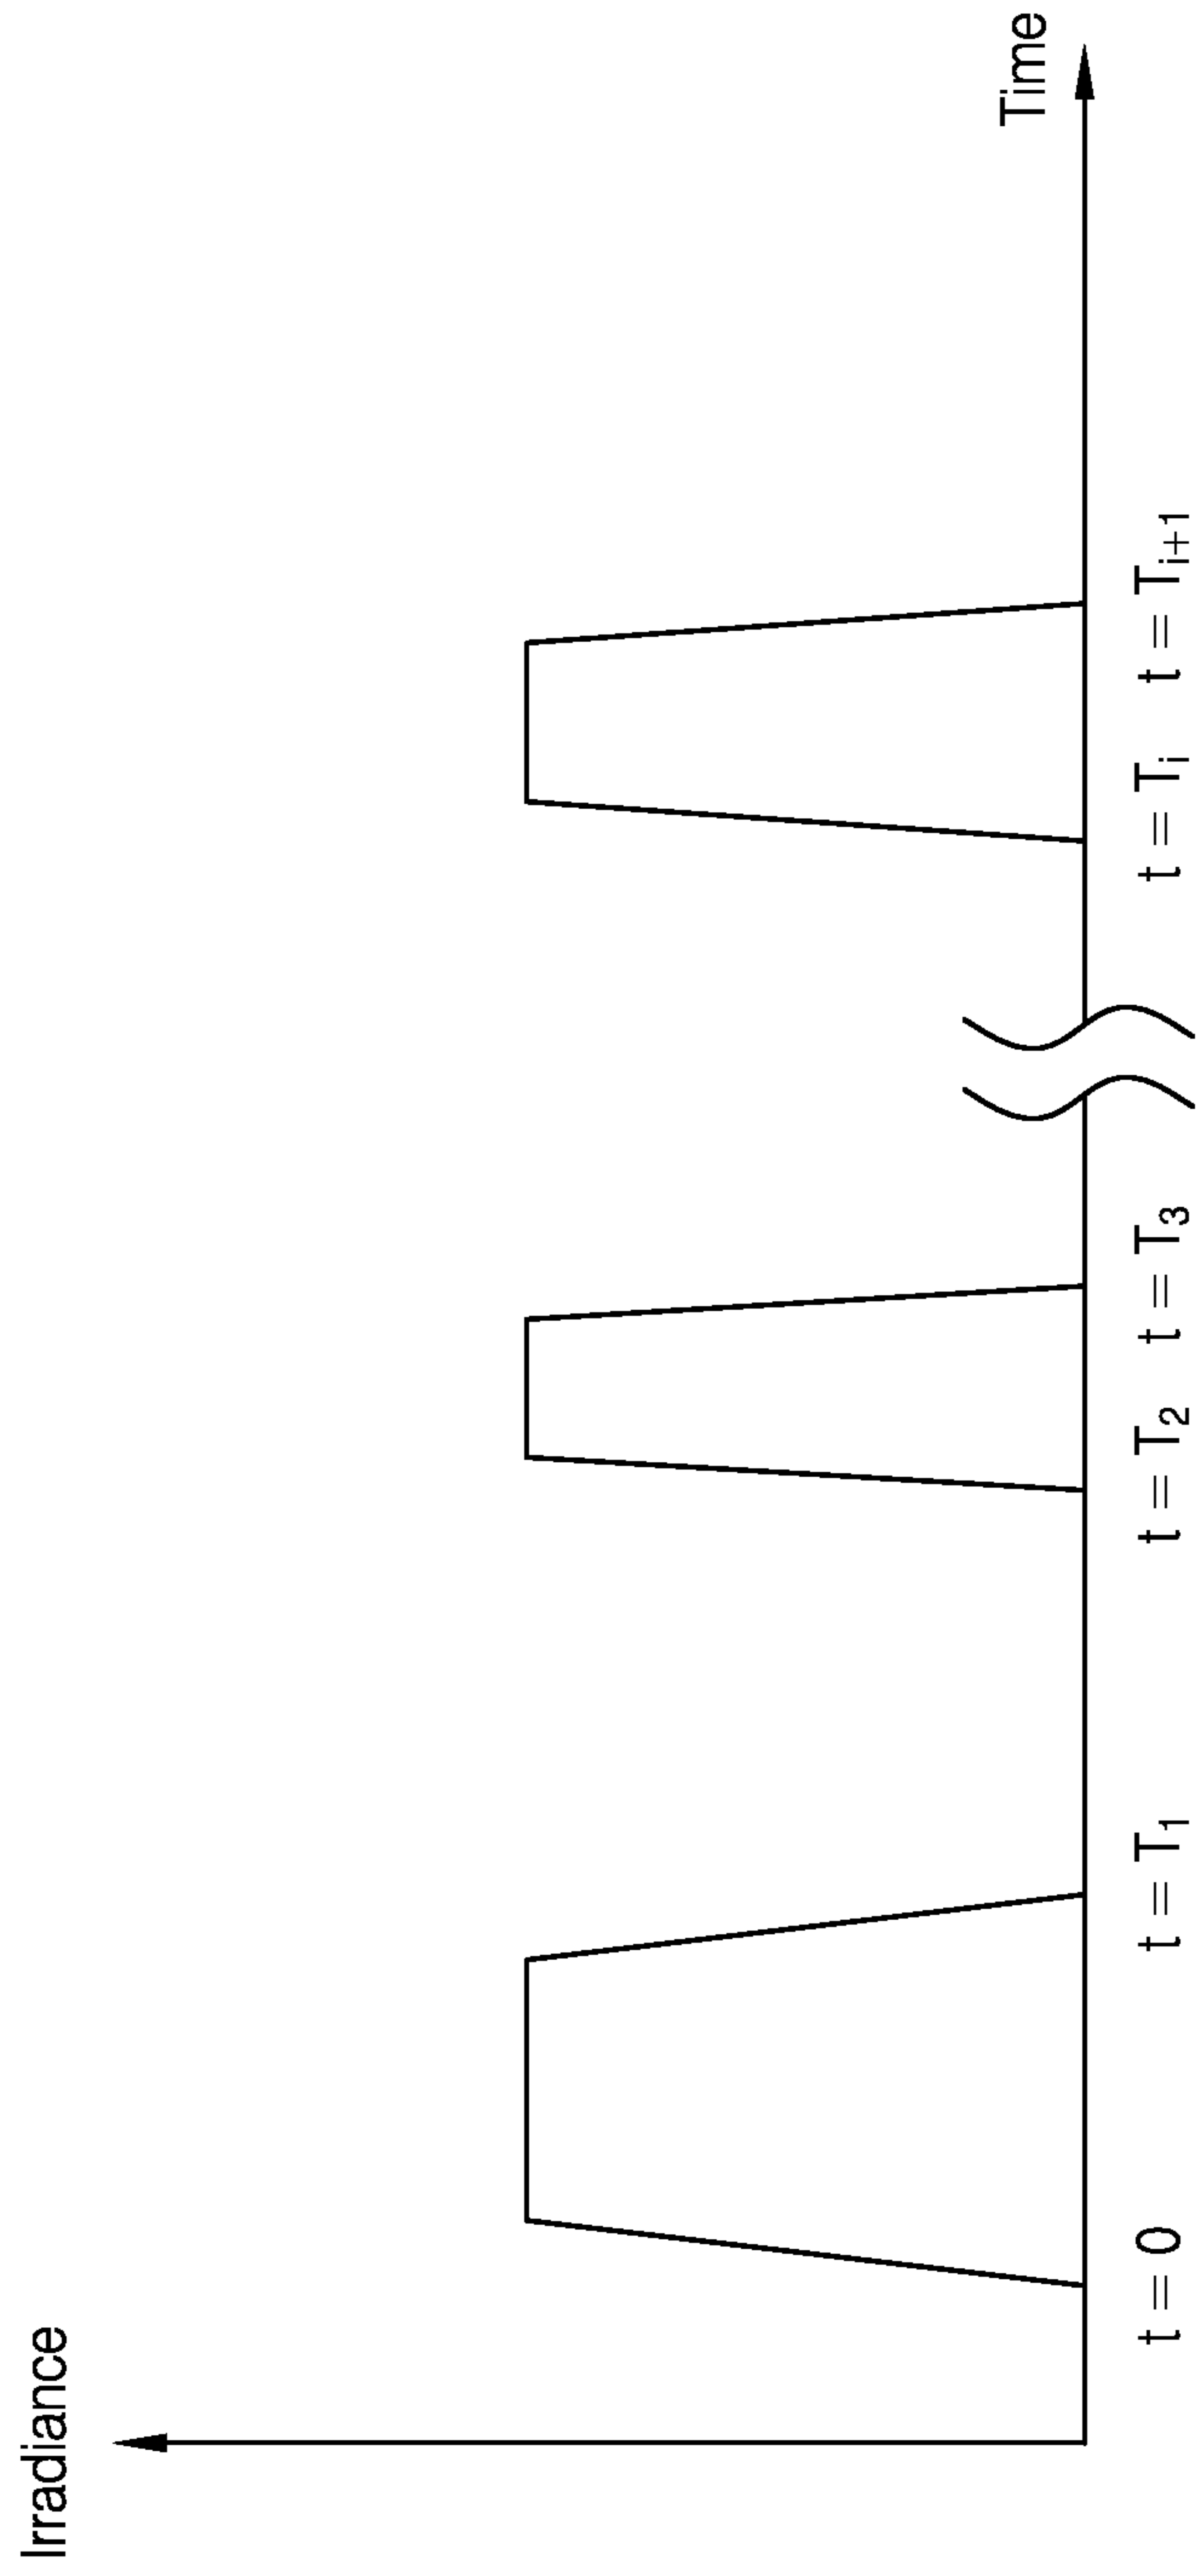 Irradiance
Time
t = 0
t = T1
t = T2
t = T3
t = Ti
t = Ti+1